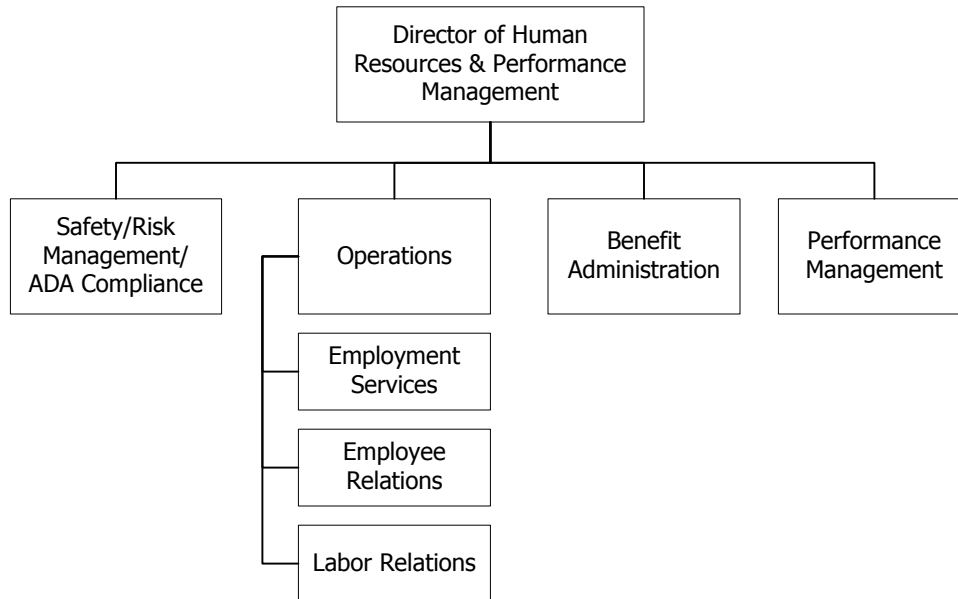 Director of Human
Resources & Performance
Management
Safety/Risk
Management/
ADA Compliance
Operations
Benefit
Administration
Performance
Management
Employment
Services
Employee
Relations
Labor Relations